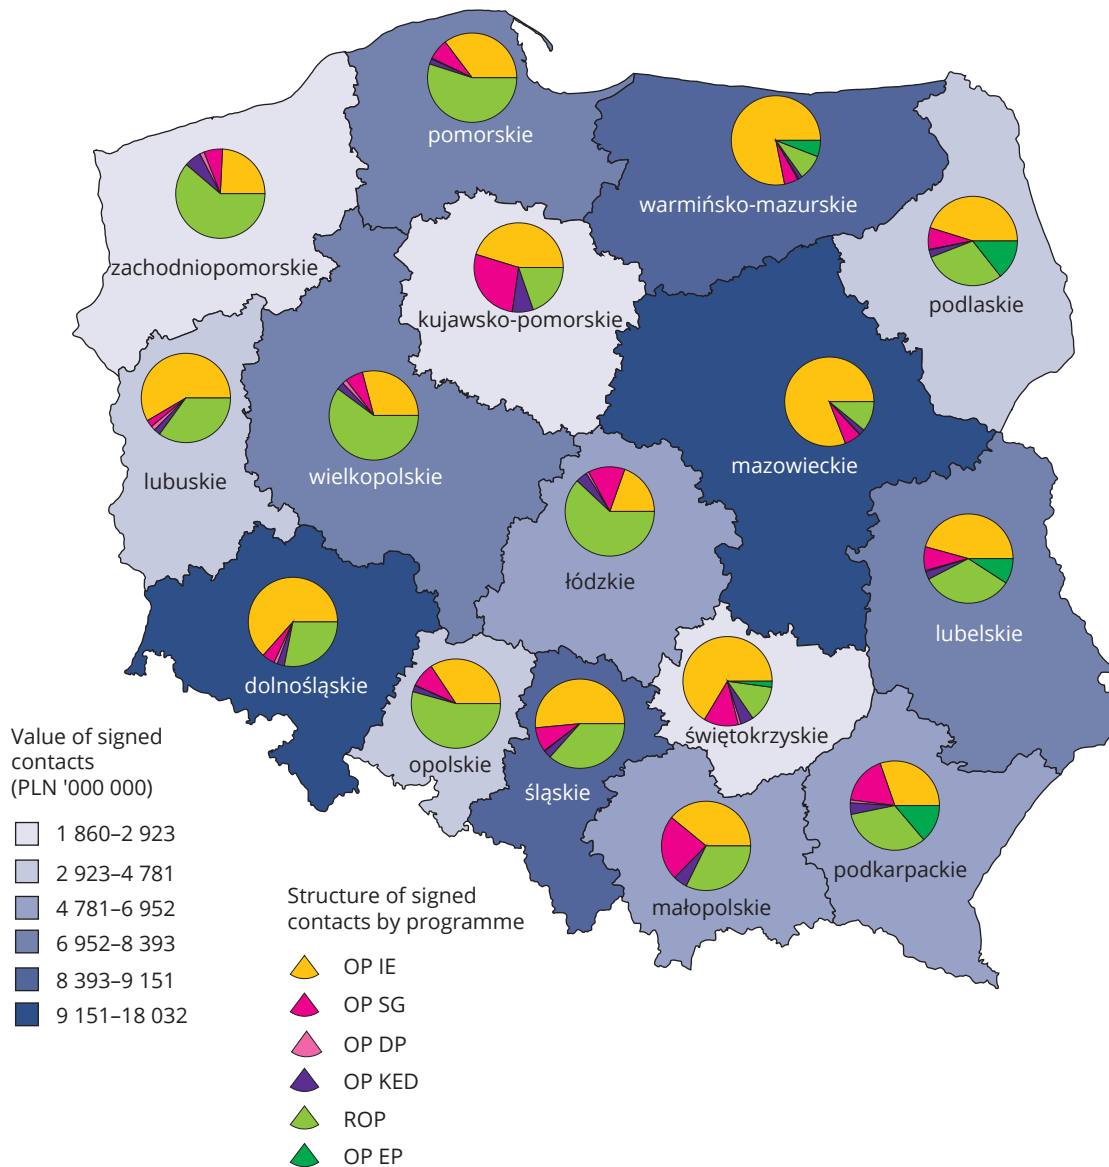 pomorskie
warmińsko-mazurskie
zachodniopomorskie
podlaskie
kujawsko-pomorskie
mazowieckie
lubuskie
wielkopolskie
łódzkie
lubelskie
dolnośląskie
świętokrzyskie
opolskie
śląskie
podkarpackie
małopolskie
Value of signed
contacts
(PLN '000 000)
1 860–2 923
2 923–4 781
4 781–6 952
6 952–8 393
8 393–9 151
9 151–18 032
Structure of signed
contacts by programme
OP IE
OP SG
OP DP
OP KED
ROP
OP EP